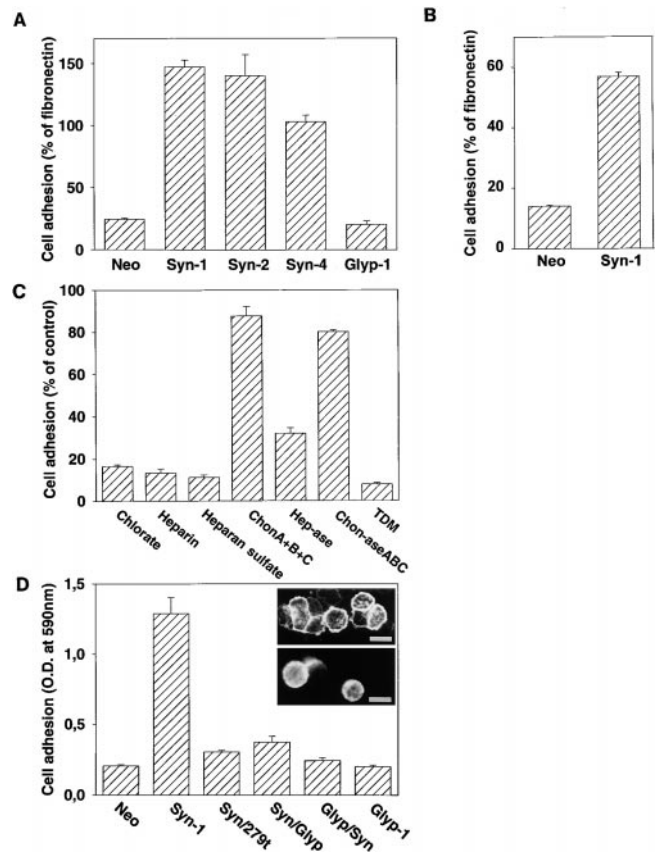 A
Cell adhesion (% of fibronectin)
150
100
50
0
Neo Syn-1 Syn-2 Syn-4 Glyp-1
B
Cell adhesion (% of fibronectin)
60
40
20
0
Neo Syn-1
C
Cell adhesion (% of control)
100
80
60
40
20
0
Chlorate
Heparin
Heparan sulfate
ChonA+B+C
Hep-ase
Chon-aseABC
TDM
D
Cell adhesion (O.D. at 590nm)
1,5
1,0
0,5
0,0
Neo
Syn-1
Syn/279t
Syn/Glyp
Glyp/Syn
Glyp-1